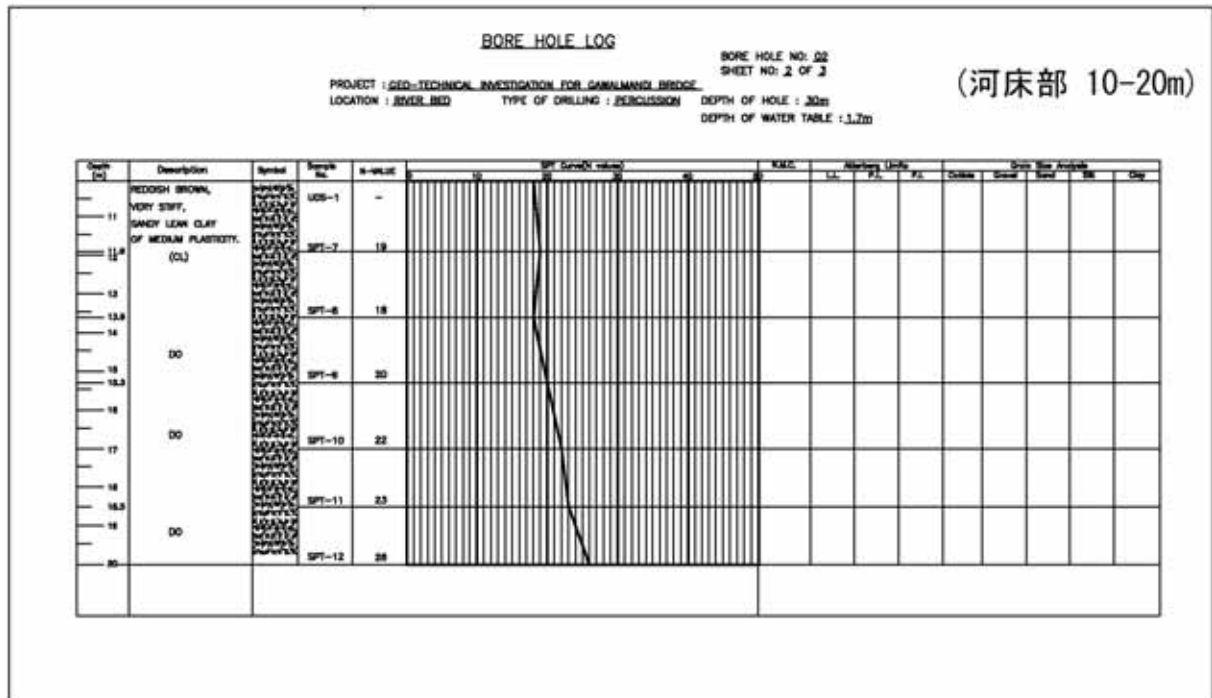 BORE HOLE LOG
BORE HOLE NO: 02
SHEET NO: 2 OF 3
(河床部 10-20m)
PROJECT : GEO-TECHNICAL INVESTIGATION FOR GAWALMANDI BRIDGE
LOCATION : RIVER BED TYPE OF DRILLING : PERCUSSION DEPTH OF HOLE : 30m
DEPTH OF WATER TABLE : 1.7m
Depth (m) Description Symbol Sample No. N-VALUE SPT Curve(N values) N.M.C. Atterberg Limits Grain Size Analysis
0 10 20 30 40 50 L.L. P.L. P.I. Cobble Gravel Sand Silt Clay
REDDISH BROWN, UDS-1 -
VERY STIFF,
11 SANDY LEAN CLAY
OF MEDIUM PLASTICITY. SPT-7 19
12 (CL)
13
SPT-8 18
14
DO
15 SPT-9 20
15.5
16
DO
SPT-10 22
17
18
SPT-11 23
18.5
19 DO
SPT-12
20